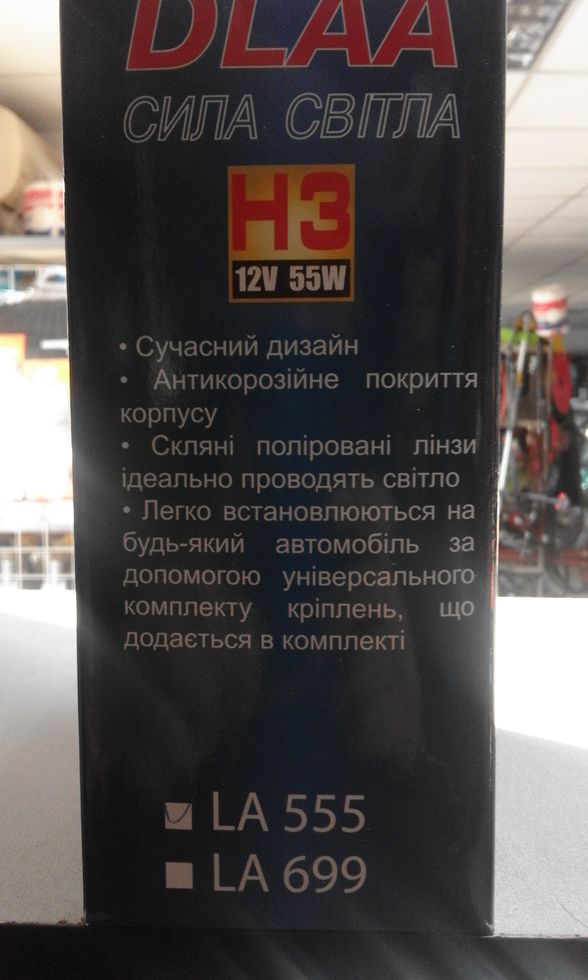 DLAA
СИЛА СВІТЛА
H3
12V 55W
• Сучасний дизайн
• Антикорозійне покриття
корпусу
• Скляні поліровані лінзи
ідеально проводять світло
• Легко встановлюються на
будь-який автомобіль за
допомогою універсального
комплекту кріплень, що
додається в комплекті
LA 555
LA 699